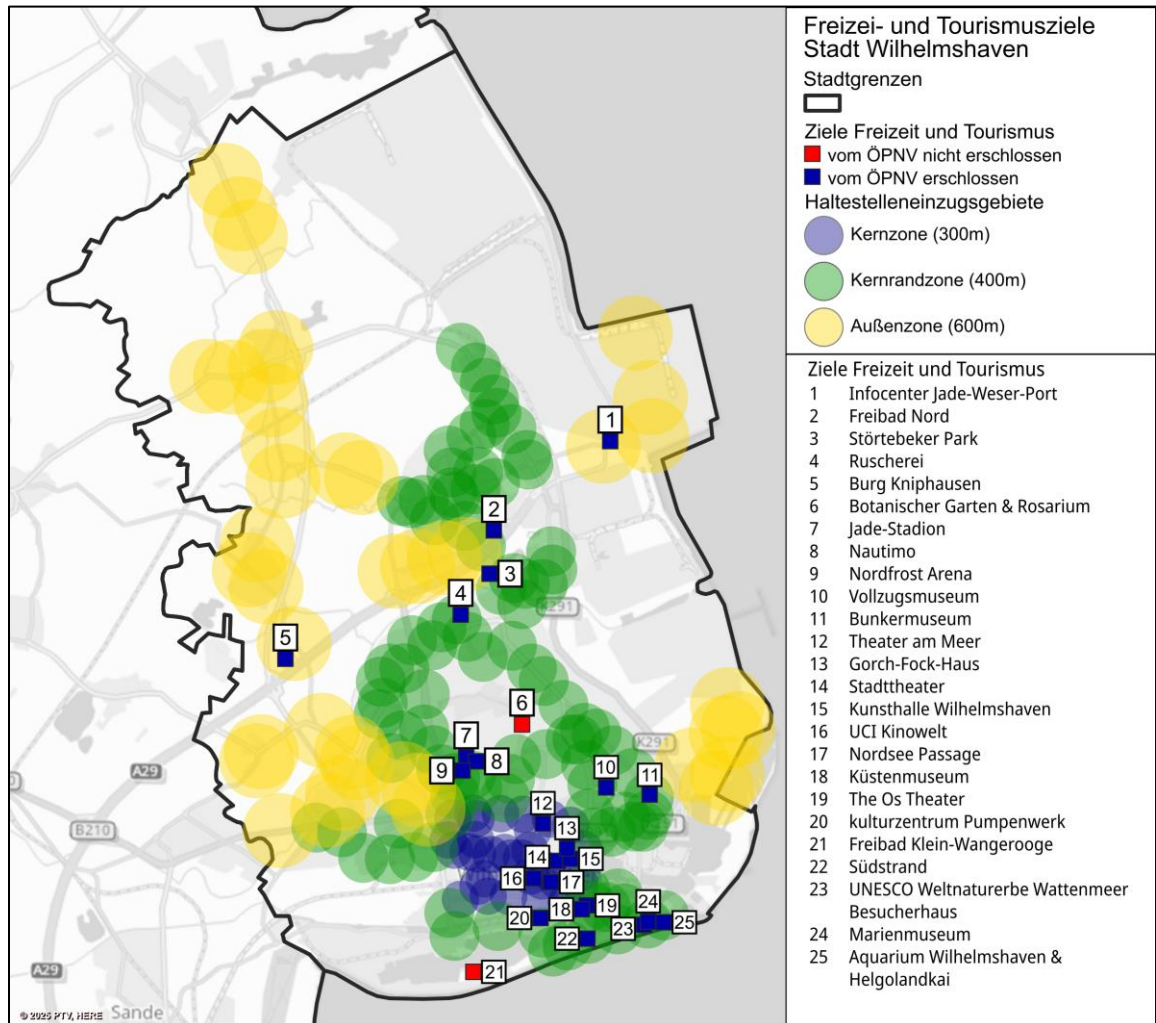 Freizei- und Tourismusziele
Stadt Wilhelmshaven
Stadtgrenzen
Ziele Freizeit und Tourismus
vom ÖPNV nicht erschlossen
vom ÖPNV erschlossen
Haltestelleneinzugsgebiete
Kernzone (300m)
Kernrandzone (400m)
Außenzone (600m)
Ziele Freizeit und Tourismus
1 Infocenter Jade-Weser-Port
2 Freibad Nord
3 Störtebeker Park
4 Ruscherei
5 Burg Kniphausen
6 Botanischer Garten & Rosarium
7 Jade-Stadion
8 Nautimo
9 Nordfrost Arena
10 Vollzugsmuseum
11 Bunkermuseum
12 Theater am Meer
13 Gorch-Fock-Haus
14 Stadttheater
15 Kunsthalle Wilhelmshaven
16 UCI Kinowelt
17 Nordsee Passage
18 Küstenmuseum
19 The Os Theater
20 kulturzentrum Pumpenwerk
21 Freibad Klein-Wangerooge
22 Südstrand
23 UNESCO Weltnaturerbe Wattenmeer
Besucherhaus
24 Marienmuseum
25 Aquarium Wilhelmshaven &
Helgolandkai
1
2
3
K291
4
5
6
K291
7
8
A29
9
10
11
B210
12
K291
13
14
15
16
17
18
19
20
24
23
25
22
A29
21
© 2025 PTV, HERE
Sande